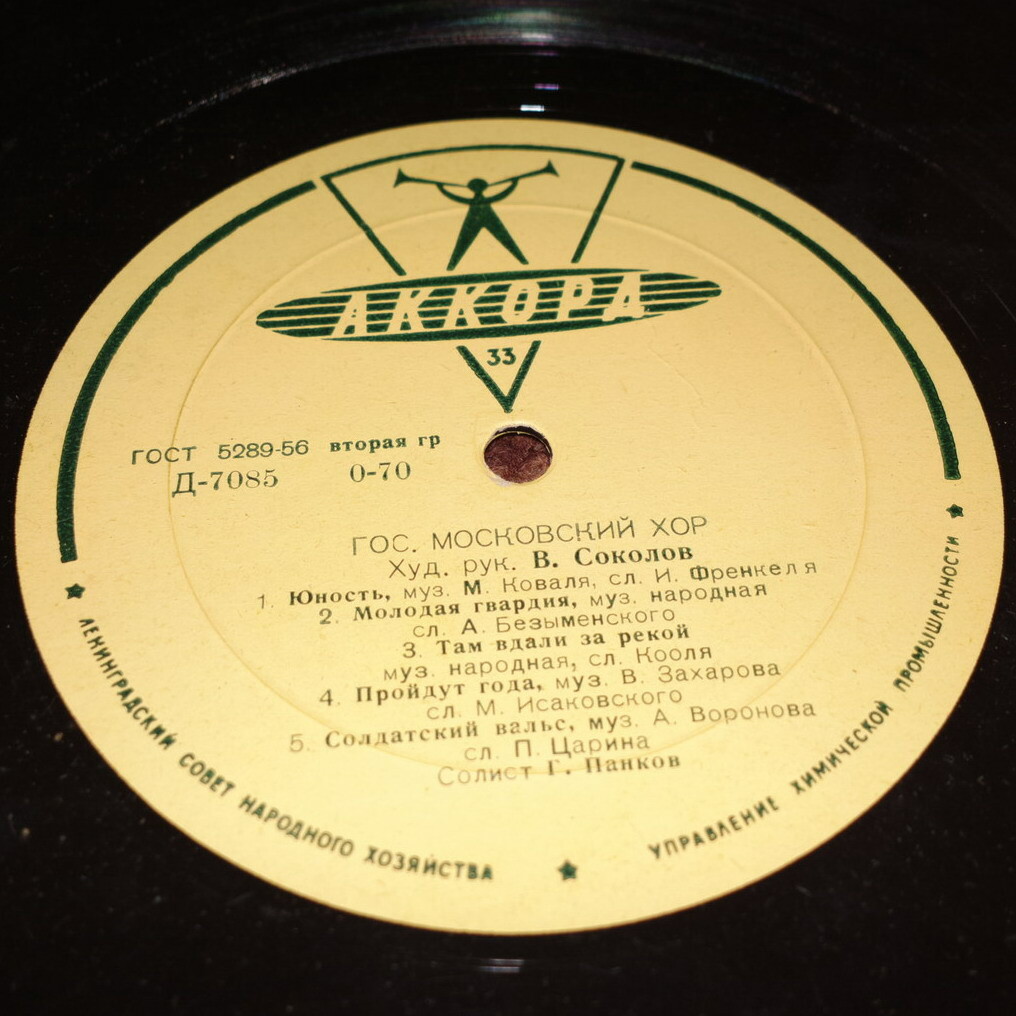 АККОРД
33
ГОСТ 5289-56 вторая гр
Д-7085 0-70
ГОС. МОСКОВСКИЙ ХОР
Худ. рук. В. Соколов
1. Юность, муз. М. Коваля, сл. И. Френкеля
2. Молодая гвардия, муз. народная
сл. А. Безыменского
3. Там вдали за рекой
муз. народная, сл. Кооля
4. Пройдут года, муз. В. Захарова
сл. М. Исаковского
5. Солдатский вальс, муз. А. Воронова
сл. П. Царина
Солист Г. Панков
ЛЕНИНГРАДСКИЙ СОВЕТ НАРОДНОГО ХОЗЯЙСТВА
УПРАВЛЕНИЕ ХИМИЧЕСКОЙ ПРОМЫШЛЕННОСТИ